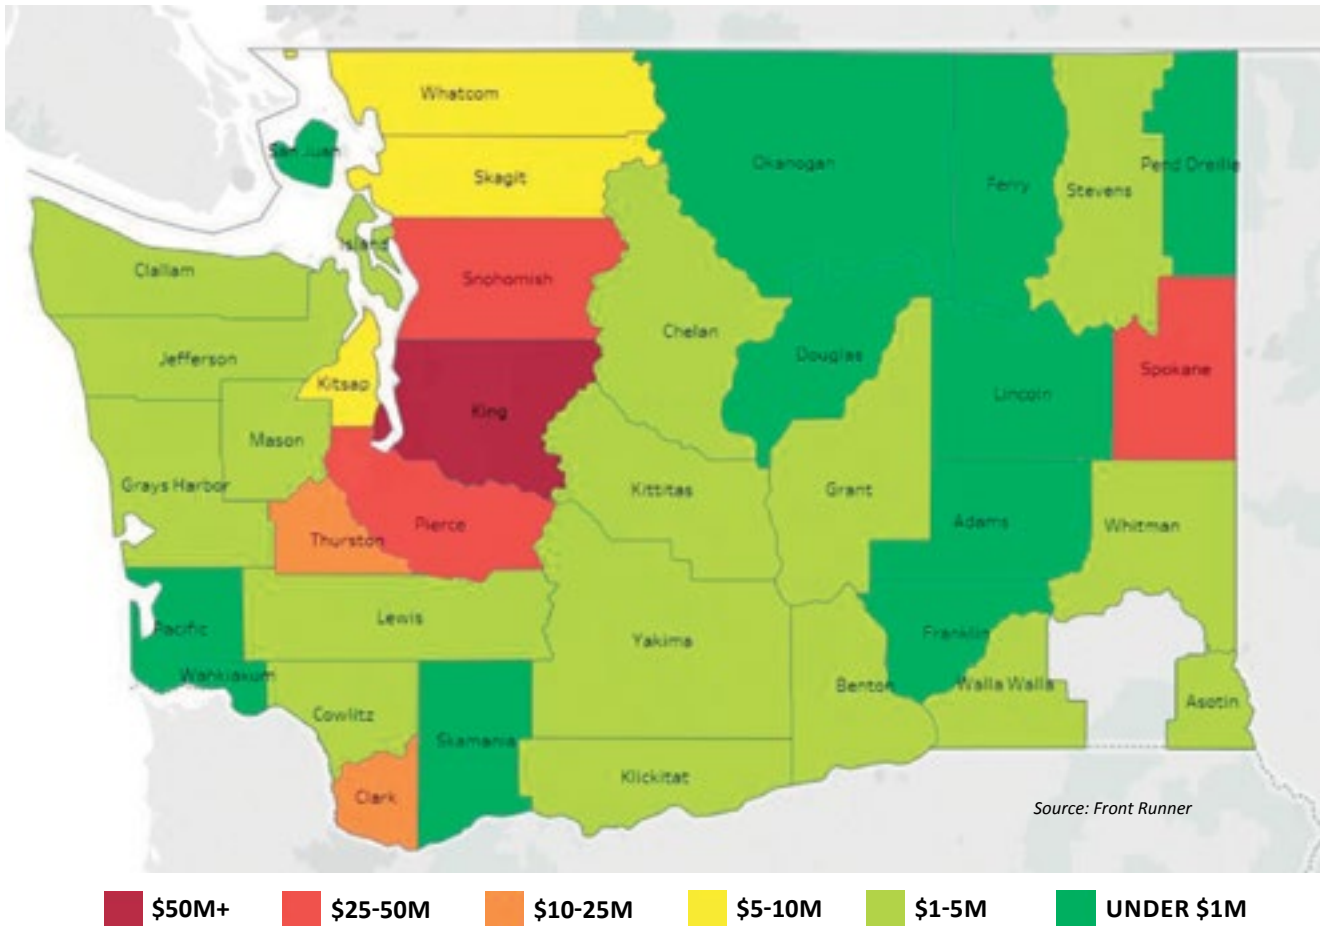 Whatcom
San Juan
Skagit
Okanogan
Ferry
Stevens
Pend Oreille
Island
Clallam
Snohomish
Chelan
Jefferson
Douglas
Kitsap
Spokane
Lincoln
King
Mason
Grays Harbor
Kittitas
Grant
Adams
Whitman
Pierce
Thurston
Lewis
Pacific
Yakima
Franklin
Wahkiakum
Benton
Walla Walla
Asotin
Cowlitz
Skamania
Klickitat
Clark
Source: Front Runner
$50M+
$25-50M
$10-25M
$5-10M
$1-5M
UNDER $1M